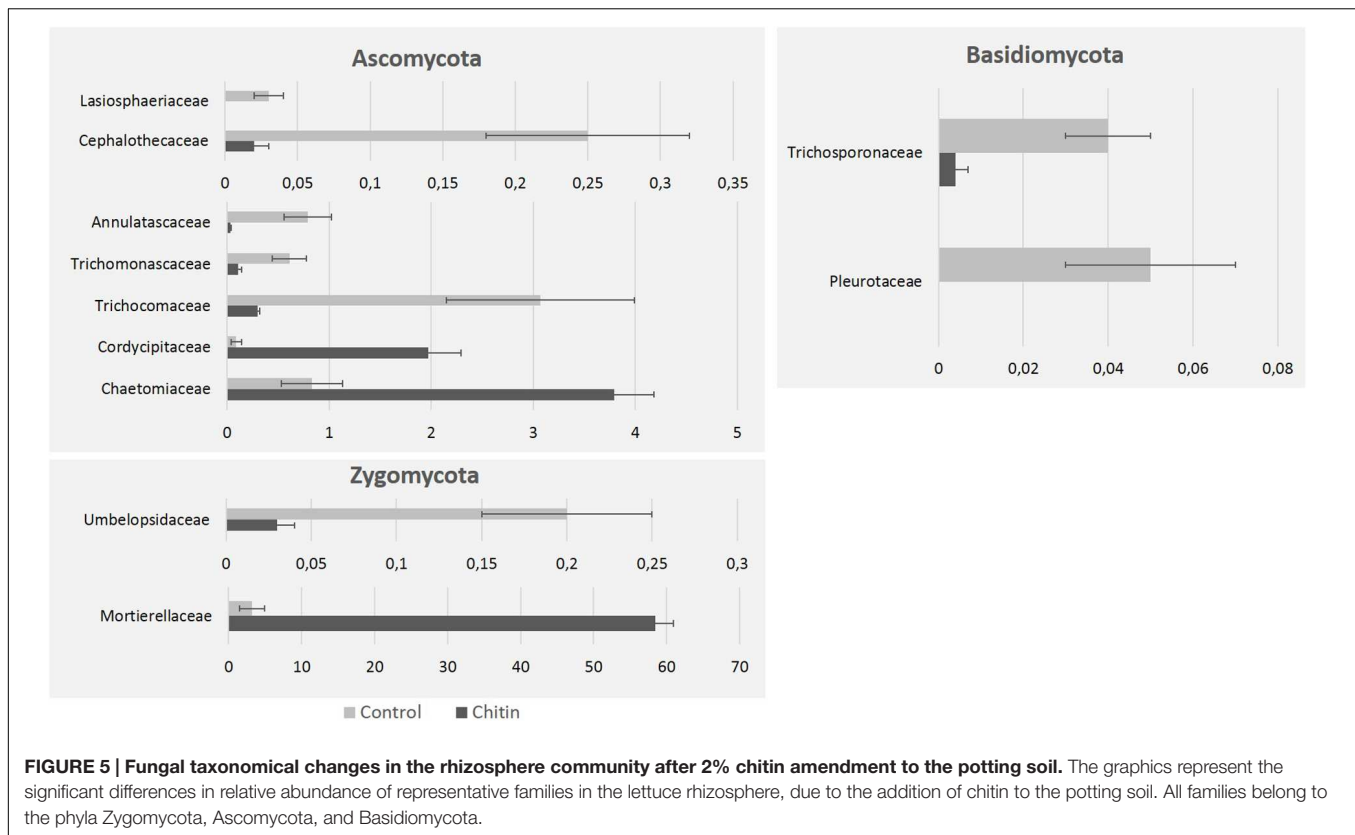 Ascomycota
Lasiosphaeriaceae
Cephalothecaceae
0 0,05 0,1 0,15 0,2 0,25 0,3 0,35
Annulatascaceae
Trichomonascaceae
Trichocomaceae
Cordycipitaceae
Chaetomiaceae
0 1 2 3 4 5
Basidiomycota
Trichosporonaceae
Pleurotaceae
0 0,02 0,04 0,06 0,08
Zygomycota
Umbelopsidaceae
0 0,05 0,1 0,15 0,2 0,25 0,3
Mortierellaceae
0 10 20 30 40 50 60 70
Control Chitin
FIGURE 5 | Fungal taxonomical changes in the rhizosphere community after 2% chitin amendment to the potting soil. The graphics represent the
significant differences in relative abundance of representative families in the lettuce rhizosphere, due to the addition of chitin to the potting soil. All families belong to
the phyla Zygomycota, Ascomycota, and Basidiomycota.